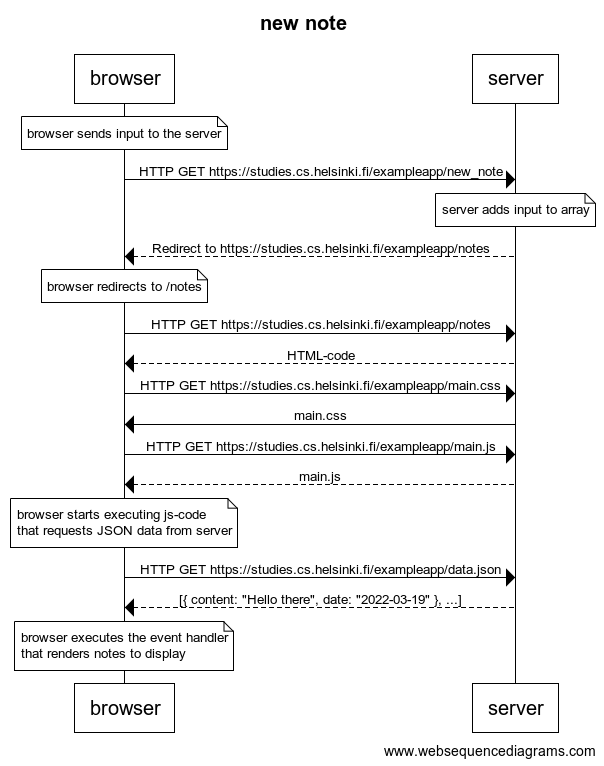 new note
browser
server
browser sends input to the server
HTTP GET https://studies.cs.helsinki.fi/exampleapp/new_note
server adds input to array
Redirect to https://studies.cs.helsinki.fi/exampleapp/notes
browser redirects to /notes
HTTP GET https://studies.cs.helsinki.fi/exampleapp/notes
HTML-code
HTTP GET https://studies.cs.helsinki.fi/exampleapp/main.css
main.css
HTTP GET https://studies.cs.helsinki.fi/exampleapp/main.js
main.js
browser starts executing js-code
that requests JSON data from server
HTTP GET https://studies.cs.helsinki.fi/exampleapp/data.json
[{ content: "Hello there", date: "2022-03-19" }, ...]
browser executes the event handler
that renders notes to display
browser
server
www.websequencediagrams.com